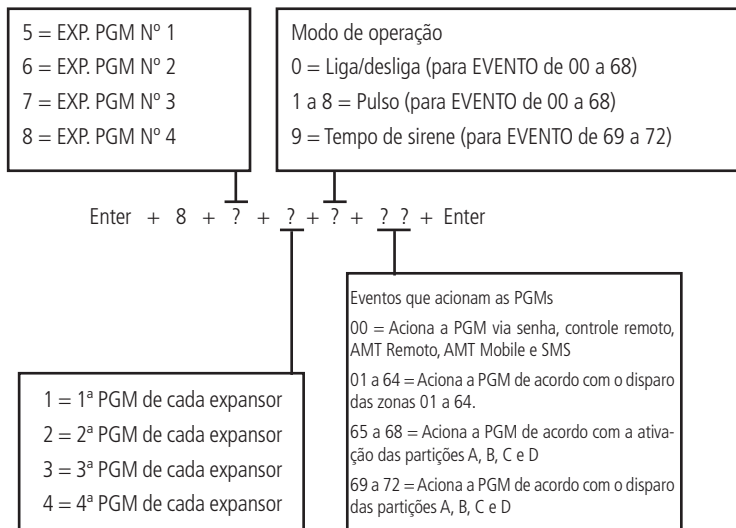 5 = EXP. PGM Nº 1
6 = EXP. PGM Nº 2
7 = EXP. PGM Nº 3
8 = EXP. PGM Nº 4
Modo de operação
0 = Liga/desliga (para EVENTO de 00 a 68)
1 a 8 = Pulso (para EVENTO de 00 a 68)
9 = Tempo de sirene (para EVENTO de 69 a 72)
Enter + 8 + ? + ? + ? + ? ? + Enter
1 = 1ª PGM de cada expansor
2 = 2ª PGM de cada expansor
3 = 3ª PGM de cada expansor
4 = 4ª PGM de cada expansor
Eventos que acionam as PGMs
00 = Aciona a PGM via senha, controle remoto,
AMT Remoto, AMT Mobile e SMS
01 a 64 = Aciona a PGM de acordo com o disparo
das zonas 01 a 64.
65 a 68 = Aciona a PGM de acordo com a ativa-
ção das partições A, B, C e D
69 a 72 = Aciona a PGM de acordo com o disparo
das partições A, B, C e D